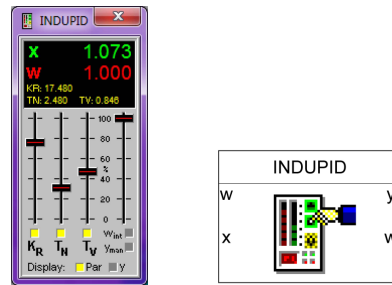 INDUPID
X 1.073
W 1.000
KR: 17.480
TN: 2.480 TV: 0.846
100
80
60
%
40
20
0
Wint
KR TN TV yman
Display: Par y
INDUPID
w y
x w